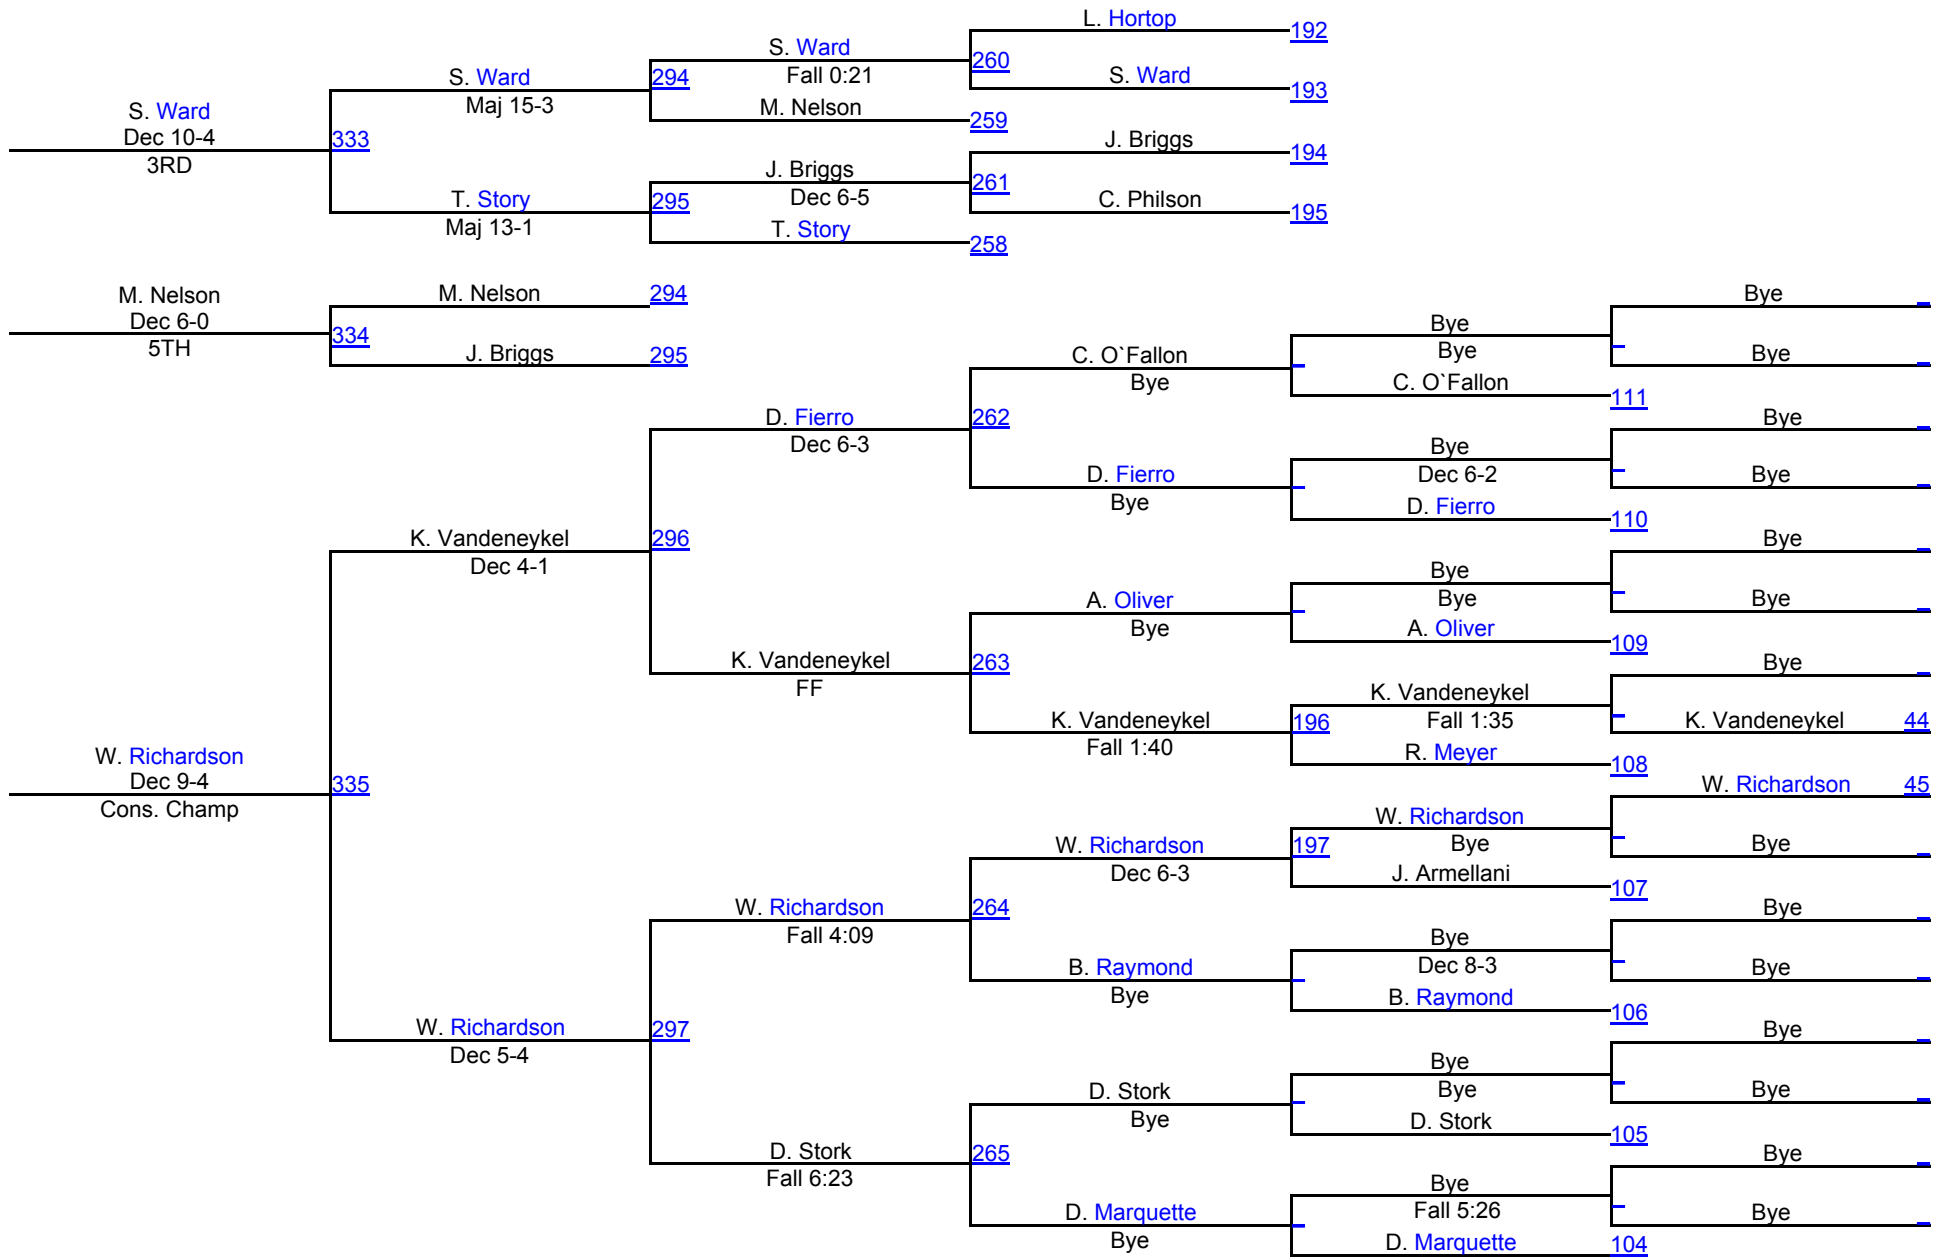 L. Hortop
192
S. Ward
260
Fall 0:21
S. Ward
193
S. Ward
294
Maj 15-3
M. Nelson
259
S. Ward
Dec 10-4
333
3RD
J. Briggs
194
J. Briggs
261
Dec 6-5
C. Philson
195
T. Story
295
Maj 13-1
T. Story
258
M. Nelson
Dec 6-0
334
5TH
M. Nelson
294
J. Briggs
295
Bye
Bye
Bye
Bye
C. O`Fallon
Bye
C. O`Fallon
111
D. Fierro
262
Dec 6-3
Bye
Bye
Bye
Dec 6-2
D. Fierro
Bye
D. Fierro
110
K. Vandeneykel
296
Dec 4-1
Bye
Bye
Bye
Bye
A. Oliver
Bye
A. Oliver
109
K. Vandeneykel
263
FF
Bye
K. Vandeneykel
Fall 1:35
K. Vandeneykel
44
K. Vandeneykel
196
Fall 1:40
R. Meyer
108
W. Richardson
Dec 9-4
335
Cons. Champ
W. Richardson
45
W. Richardson
Bye
Bye
W. Richardson
197
Dec 6-3
J. Armellani
107
W. Richardson
264
Fall 4:09
Bye
Bye
Dec 8-3
Bye
B. Raymond
Bye
B. Raymond
106
W. Richardson
297
Dec 5-4
Bye
Bye
Bye
Bye
D. Stork
Bye
D. Stork
105
D. Stork
265
Fall 6:23
Bye
Bye
Fall 5:26
Bye
D. Marquette
Bye
D. Marquette
104